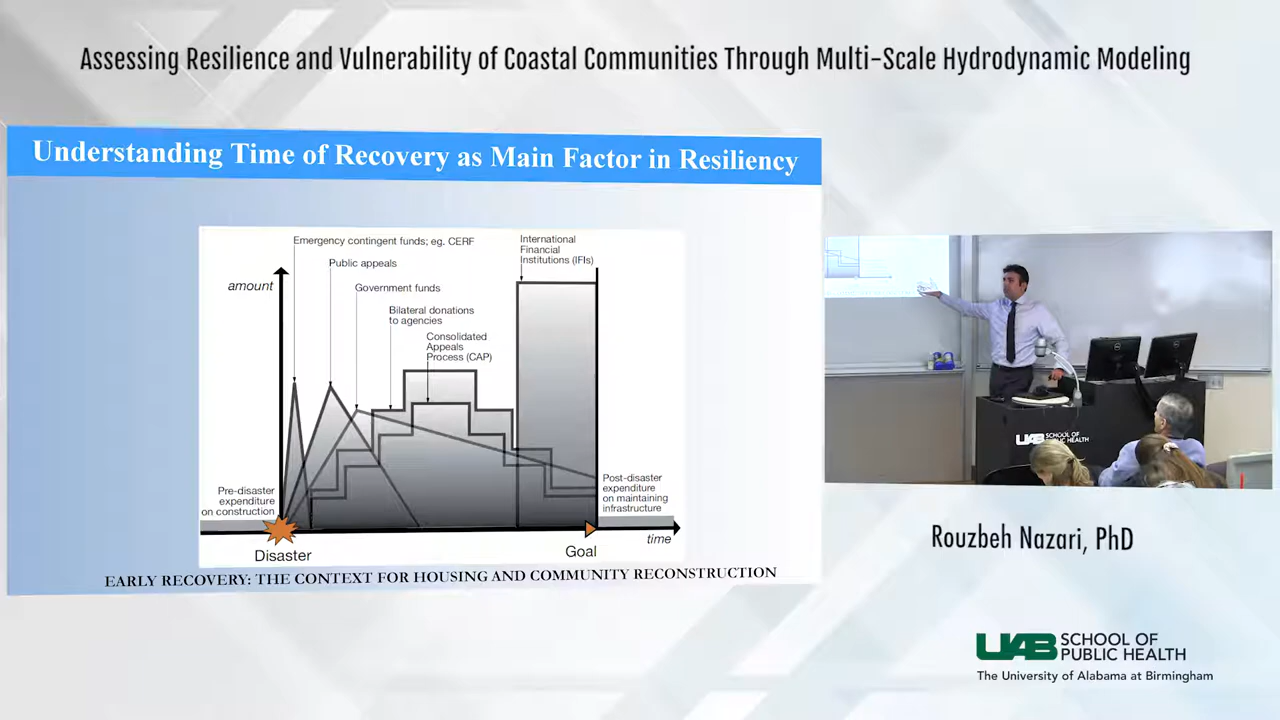 Assessing Resilience and Vulnerability of Coastal Communities Through Multi-Scale Hydrodynamic Modeling
Understanding Time of Recovery as Main Factor in Resiliency
Emergency contingent funds; eg. CERF
International
Financial
Institutions (IFIs)
Public appeals
amount
Government funds
Bilateral donations
to agencies
Consolidated
Appeals
Process (CAP)
Pre-disaster
expenditure
on construction
Post-disaster
expenditure
on maintaining
infrastructure
time
Disaster
Goal
EARLY RECOVERY: THE CONTEXT FOR HOUSING AND COMMUNITY RECONSTRUCTION
UAB SCHOOL OF
PUBLIC HEALTH
Rouzbeh Nazari, PhD
UAB SCHOOL OF
PUBLIC HEALTH
The University of Alabama at Birmingham